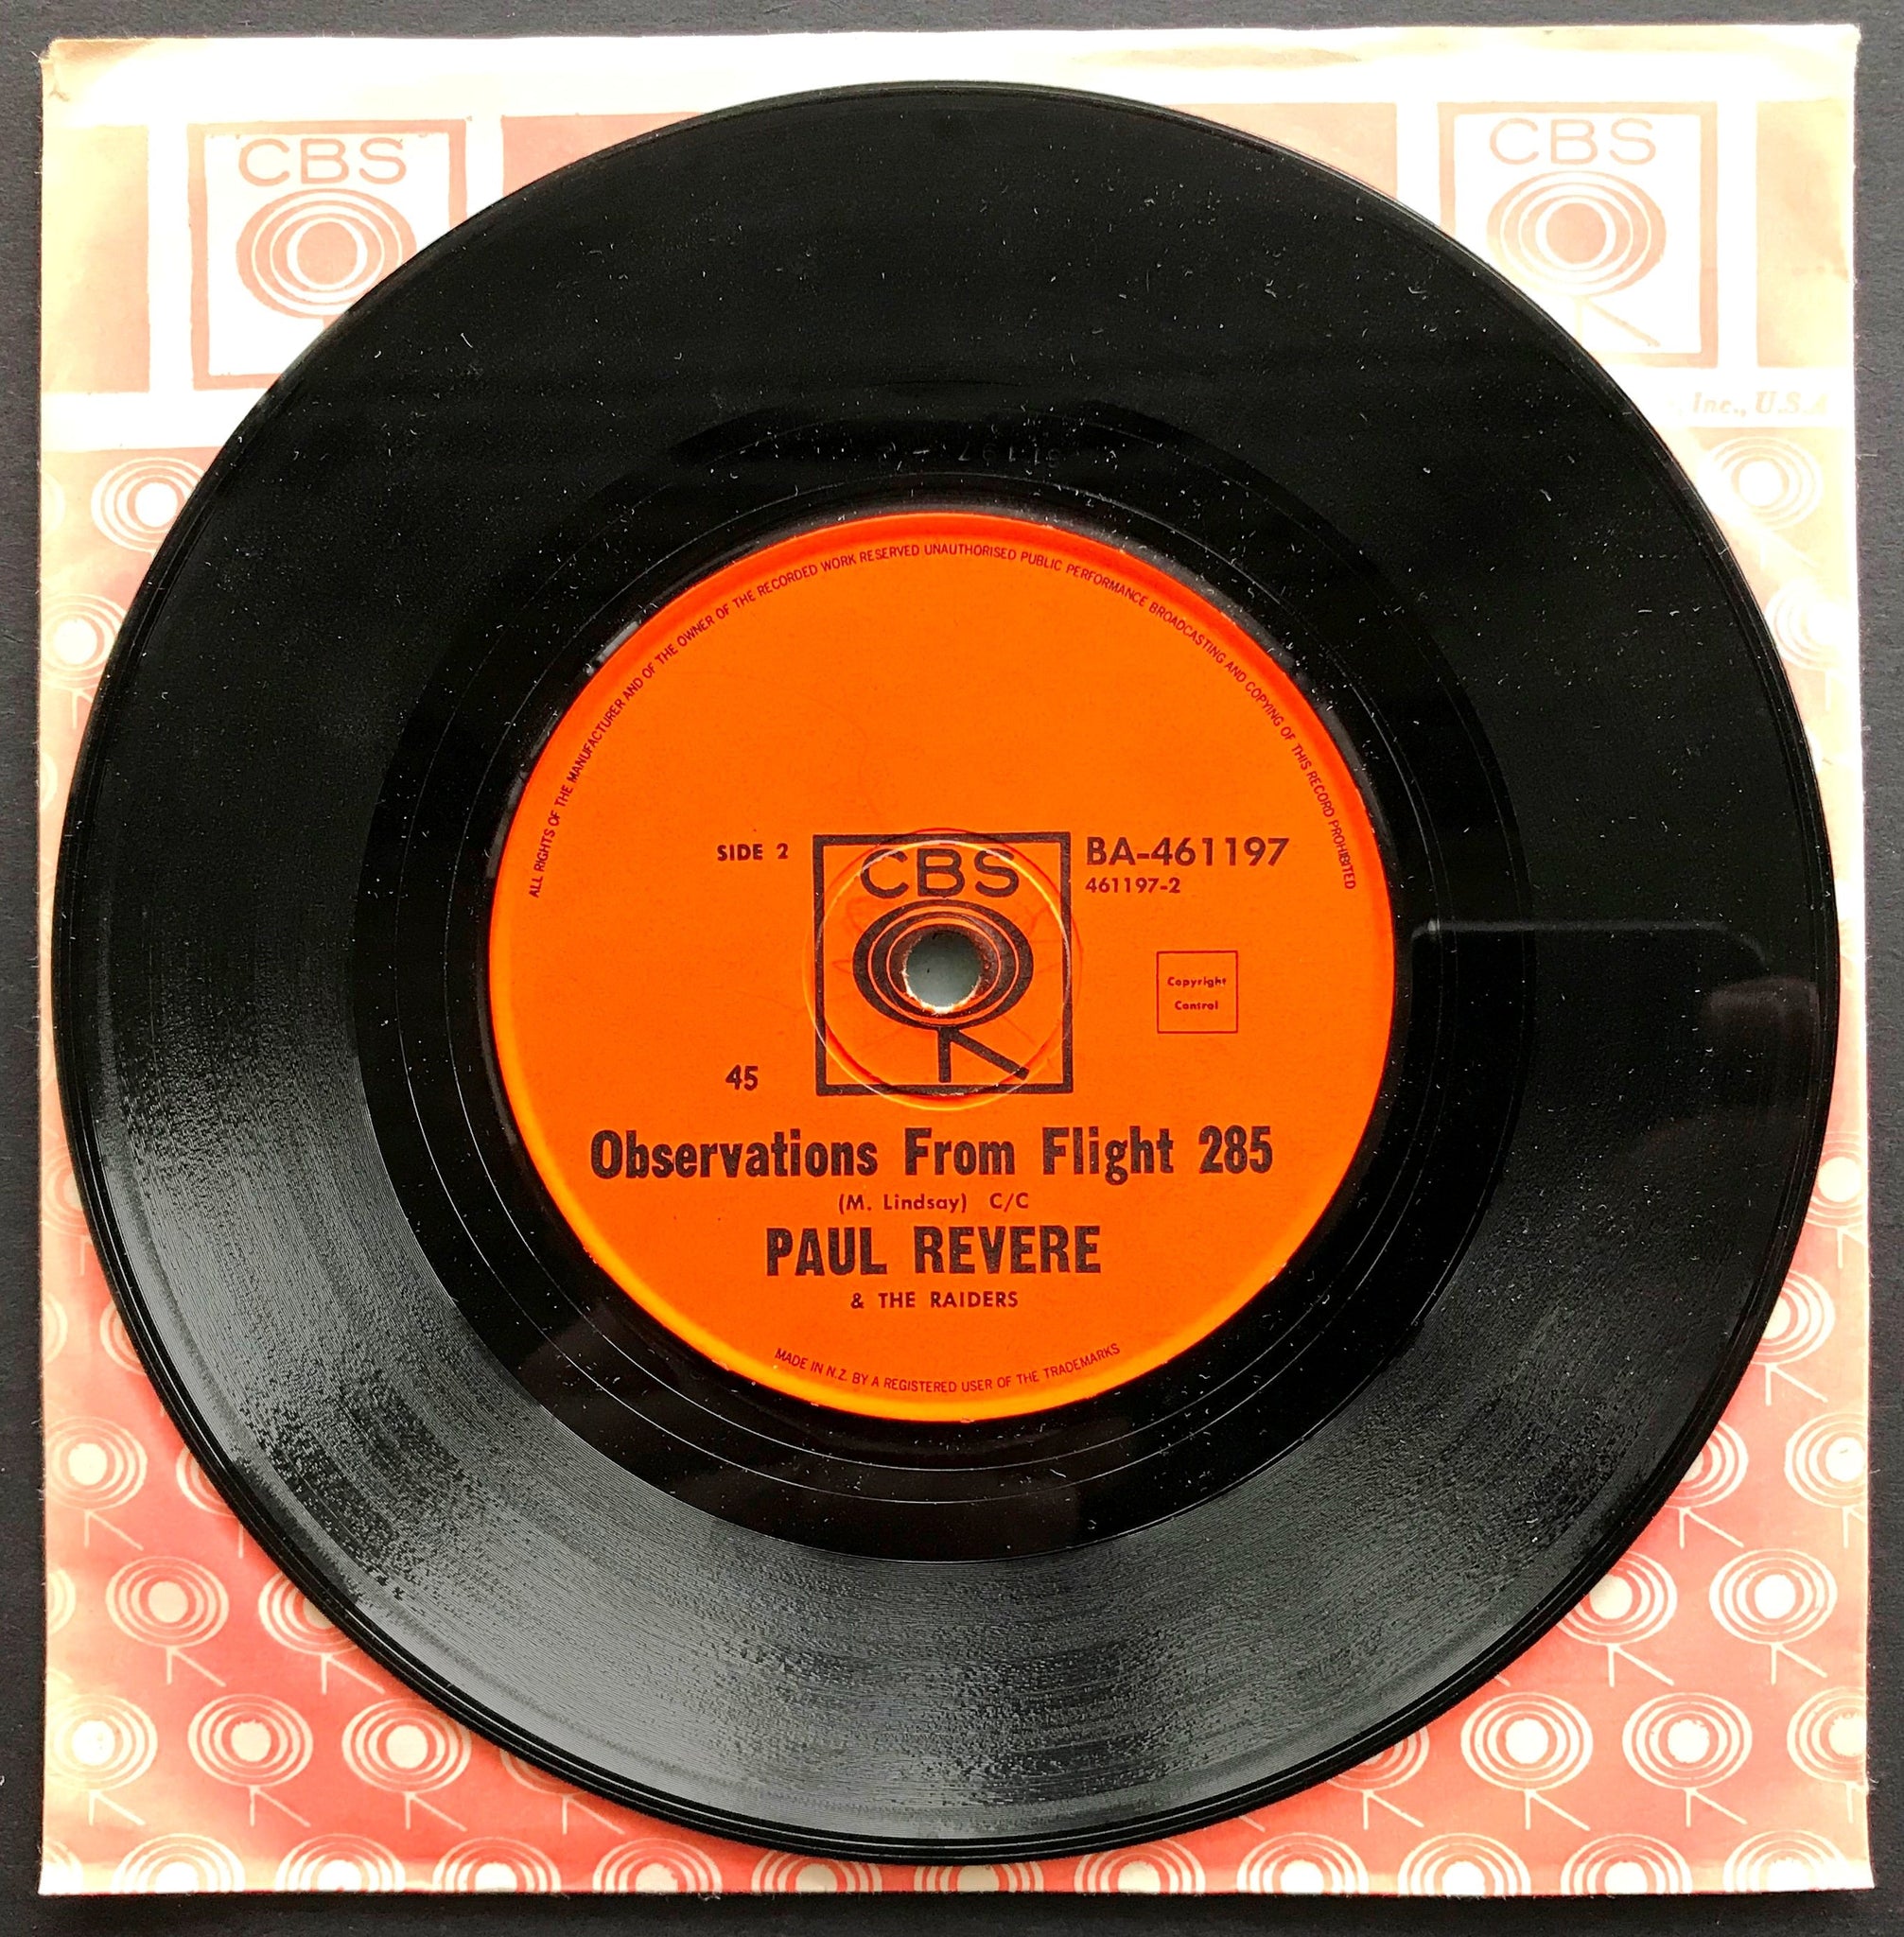 CBS
CBS
, Inc., U.S.A
ALL RIGHTS OF THE MANUFACTURER AND OF THE OWNER OF THE RECORDED WORK RESERVED UNAUTHORISED PUBLIC PERFORMANCE BROADCASTING AND COPYING OF THIS RECORD PROHIBITED
SIDE 2
CBS
BA-461197
461197-2
Copyright
Control
45
Observations From Flight 285
(M. Lindsay) C/C
PAUL REVERE
& THE RAIDERS
MADE IN N.Z. BY A REGISTERED USER OF THE TRADEMARKS